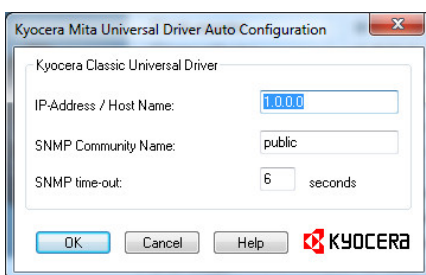 Kyocera Mita Universal Driver Auto Configuration
Kyocera Classic Universal Driver
IP-Address / Host Name: 1.0.0.0
SNMP Community Name: public
SNMP time-out: 6 seconds
OK Cancel Help KYOCERA